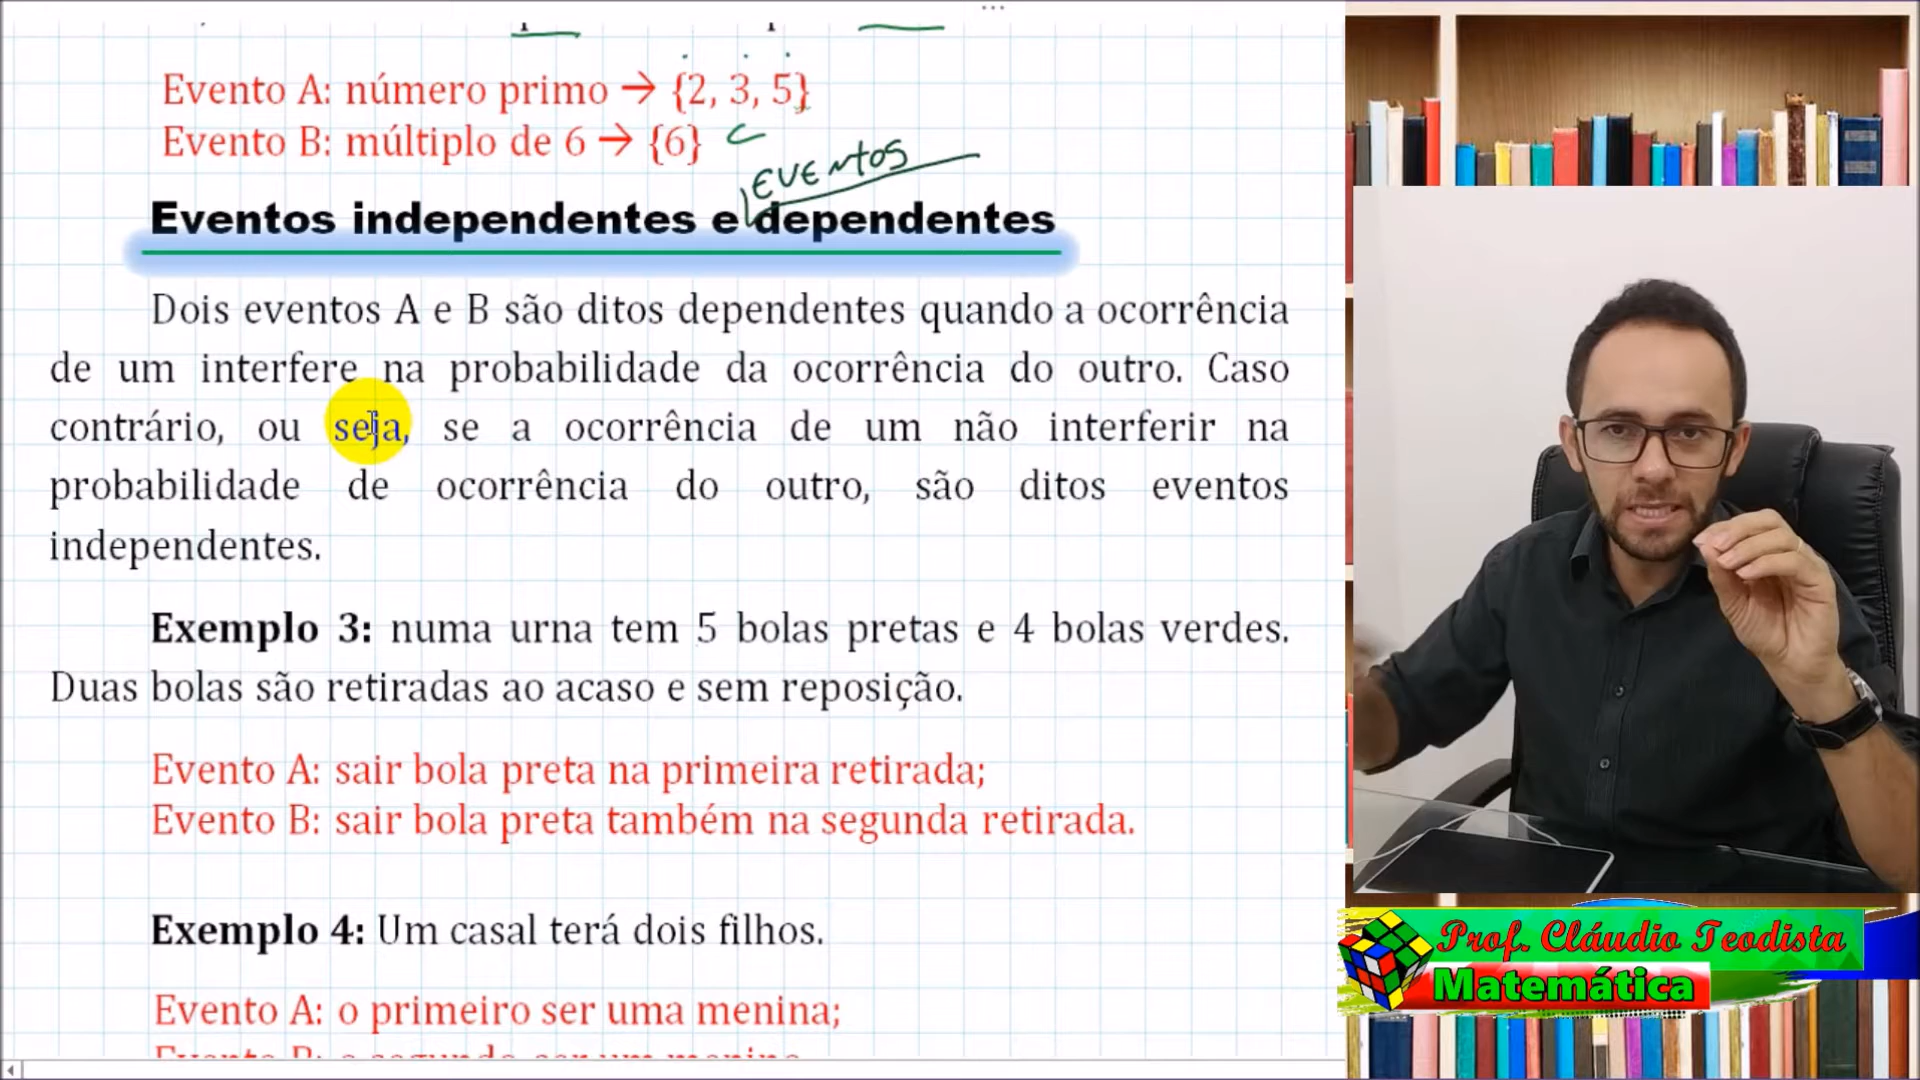 Evento A: número primo → {2, 3, 5}
Evento B: múltiplo de 6 → {6}
EVENTOS
Eventos independentes e dependentes
Dois eventos A e B são ditos dependentes quando a ocorrência
de um interfere na probabilidade da ocorrência do outro. Caso
contrário, ou seja, se a ocorrência de um não interferir na
probabilidade de ocorrência do outro, são ditos eventos
independentes.
Exemplo 3: numa urna tem 5 bolas pretas e 4 bolas verdes.
Duas bolas são retiradas ao acaso e sem reposição.
Evento A: sair bola preta na primeira retirada;
Evento B: sair bola preta também na segunda retirada.
Exemplo 4: Um casal terá dois filhos.
Evento A: o primeiro ser uma menina;
Evento B: o segundo ser um menino
Prof. Cláudio Teodista
Matemática